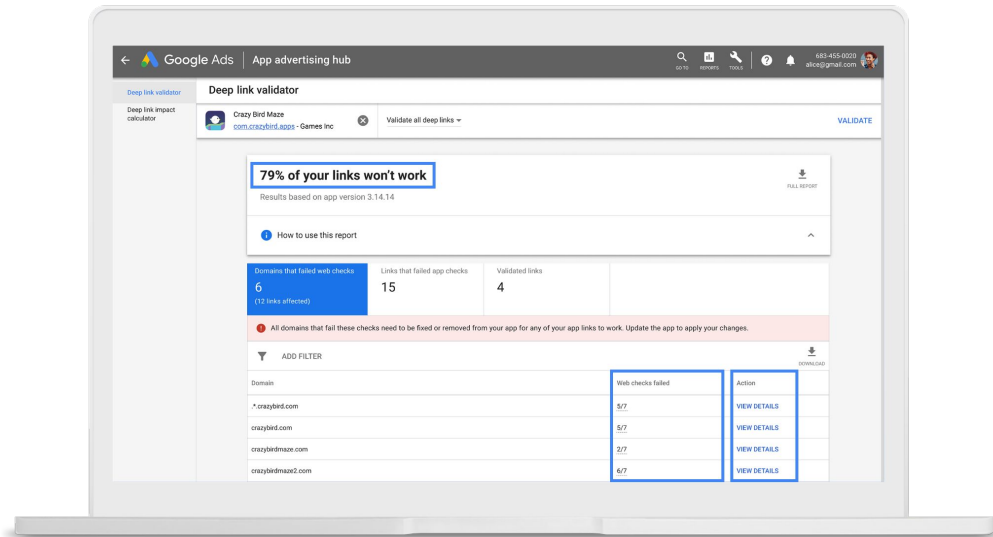 Google Ads
App advertising hub
GO TO
REPORTS
TOOLS
683-455-0020
alice@gmail.com
Deep link validator
Deep link impact
calculator
Deep link validator
Crazy Bird Maze
com.crazybird.apps - Games Inc
Validate all deep links
VALIDATE
79% of your links won't work
Results based on app version 3.14.14
FULL REPORT
How to use this report
Domains that failed web checks
6
(12 links affected)
Links that failed app checks
15
Validated links
4
All domains that fail these checks need to be fixed or removed from your app for any of your app links to work. Update the app to apply your changes.
ADD FILTER
DOWNLOAD
Domain Web checks failed Action
.*.crazybird.com 5/7 VIEW DETAILS
crazybird.com 5/7 VIEW DETAILS
crazybirdmaze.com 2/7 VIEW DETAILS
crazybirdmaze2.com 6/7 VIEW DETAILS